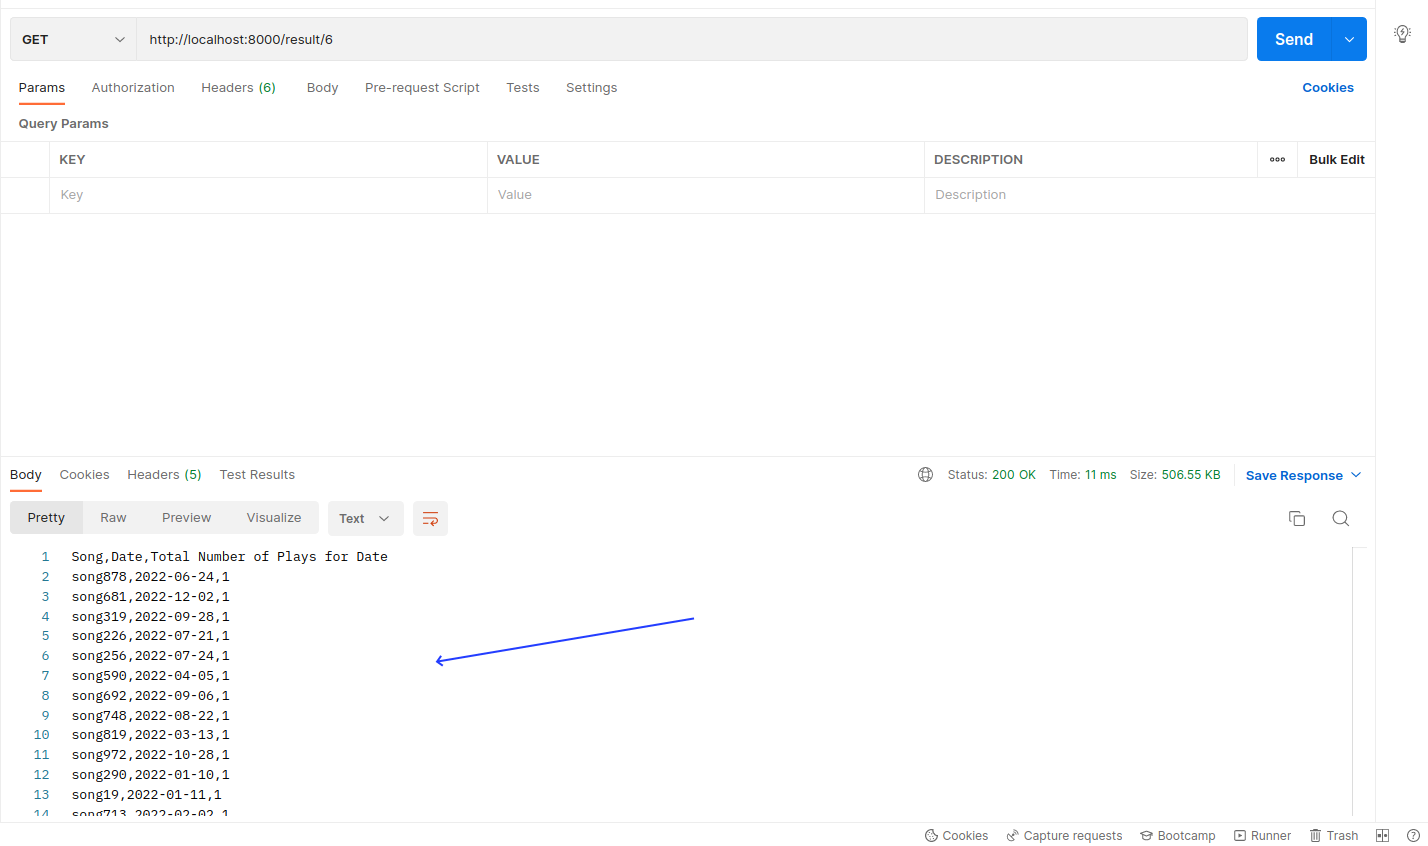 GET http://localhost:8000/result/6 Send
Params Authorization Headers (6) Body Pre-request Script Tests Settings Cookies
Query Params
KEY VALUE DESCRIPTION Bulk Edit
Key Value Description
Body Cookies Headers (5) Test Results Status: 200 OK Time: 11 ms Size: 506.55 KB Save Response
Pretty Raw Preview Visualize Text
1 Song,Date,Total Number of Plays for Date
2 song878,2022-06-24,1
3 song681,2022-12-02,1
4 song319,2022-09-28,1
5 song226,2022-07-21,1
6 song256,2022-07-24,1
7 song590,2022-04-05,1
8 song692,2022-09-06,1
9 song748,2022-08-22,1
10 song819,2022-03-13,1
11 song972,2022-10-28,1
12 song290,2022-01-10,1
13 song19,2022-01-11,1
14 song713,2022-02-02,1
Cookies Capture requests Bootcamp Runner Trash